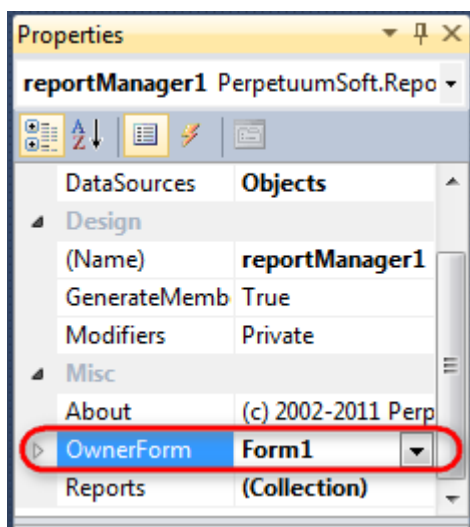 Properties
reportManager1 PerpetuumSoft.Repo
DataSources Objects
Design
(Name) reportManager1
GenerateMemb True
Modifiers Private
Misc
About (c) 2002-2011 Perp
OwnerForm Form1
Reports (Collection)